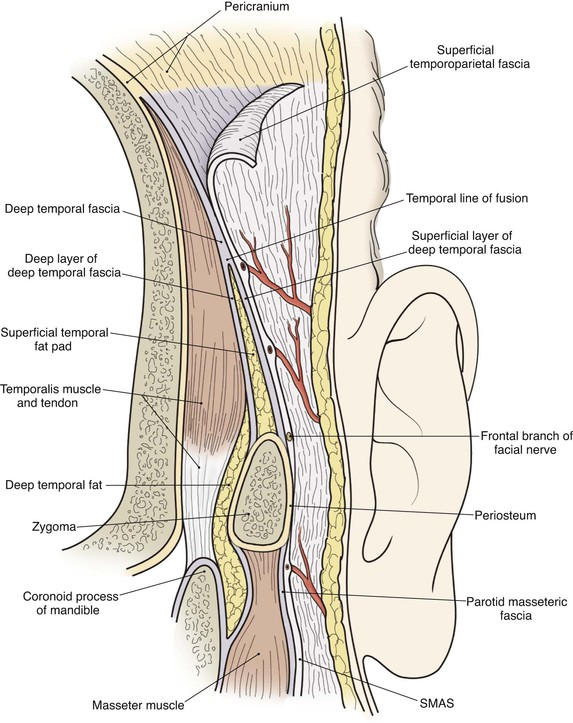 Pericranium
Superficial
temporoparietal fascia
Deep temporal fascia
Temporal line of fusion
Superficial layer of
deep temporal fascia
Deep layer of
deep temporal fascia
Superficial temporal
fat pad
Temporalis muscle
and tendon
Frontal branch of
facial nerve
Deep temporal fat
Periosteum
Zygoma
Coronoid process
of mandible
Parotid masseteric
fascia
Masseter muscle
SMAS